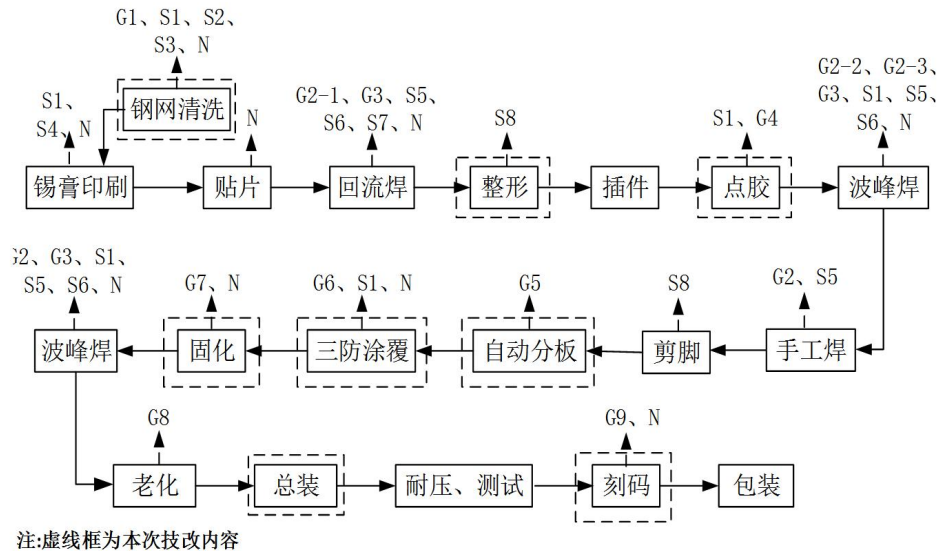 G1、S1、S2、
S3、N
钢网清洗
S1、
S4、N
N
G2-1、G3、S5、
S6、S7、N
S8
S1、G4
G2-2、G2-3、
G3、S1、S5、
S6、N
锡膏印刷
贴片
回流焊
整形
插件
点胶
波峰焊
G2、G3、S1、
S5、S6、N
G7、N
G6、S1、N
G5
S8
G2、S5
波峰焊
固化
三防涂覆
自动分板
剪脚
手工焊
G8
G9、N
老化
总装
耐压、测试
刻码
包装
注:虚线框为本次技改内容